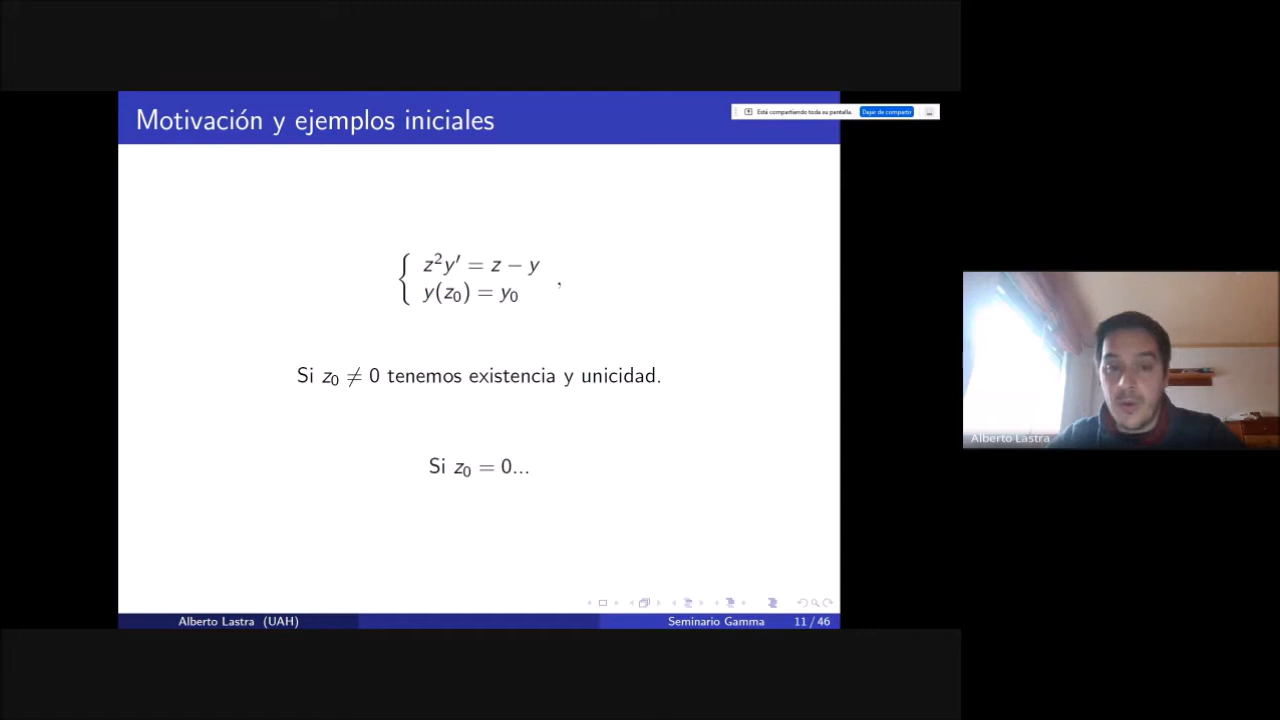 Motivación y ejemplos iniciales
Está compartiendo toda su pantalla.
Dejar de compartir
z²y′ = z − y
y(z₀) = y₀ ,
Si z₀ ≠ 0 tenemos existencia y unicidad.
Si z₀ = 0...
Alberto Lastra (UAH)
Seminario Gamma
11 / 46
Alberto Lastra